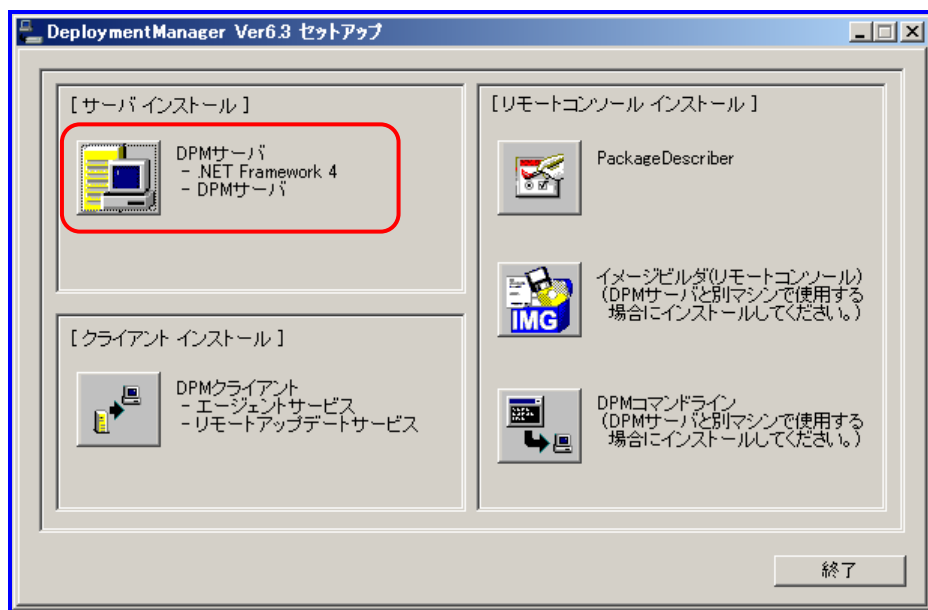 DeploymentManager Ver6.3 セットアップ
[ サーバ インストール ]
DPMサーバ
- .NET Framework 4
- DPMサーバ
[ クライアント インストール ]
DPMクライアント
- エージェントサービス
- リモートアップデートサービス
[ リモートコンソール インストール ]
PackageDescriber
IMG
イメージビルダ(リモートコンソール)
(DPMサーバと別マシンで使用する
場合にインストールしてください。)
DPMコマンドライン
(DPMサーバと別マシンで使用する
場合にインストールしてください。)
終了